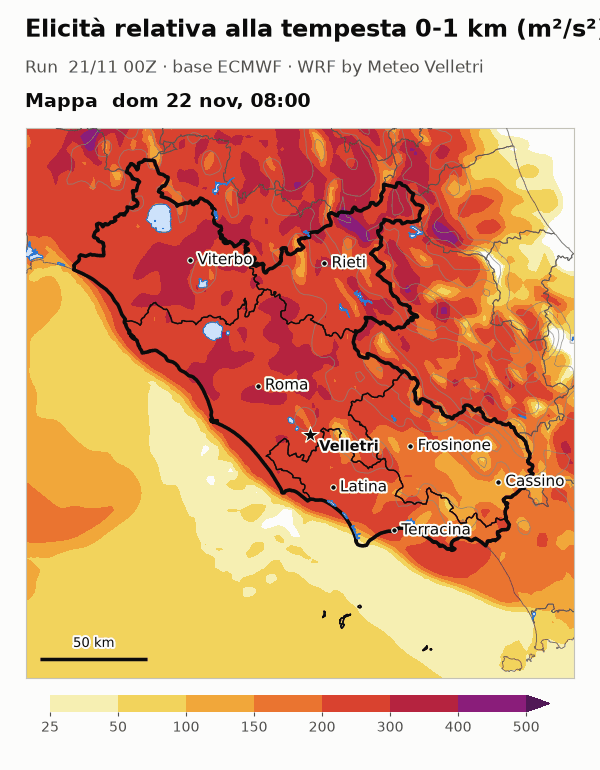 Elicità relativa alla tempesta 0-1 km (m²/s²)
Run 21/11 00Z · base ECMWF · WRF by Meteo Velletri
Mappa dom 22 nov, 08:00
Viterbo
Rieti
Roma
Velletri
Frosinone
Latina
Cassino
Terracina
50 km
25 50 100 150 200 300 400 500